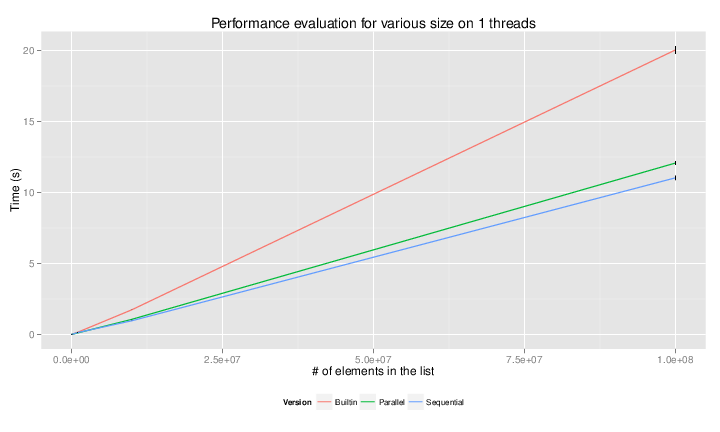 Performance evaluation for various size on 1 threads
20
15
10
5
0
Time (s)
0.0e+00 2.5e+07 5.0e+07 7.5e+07 1.0e+08
# of elements in the list
Version Builtin Parallel Sequential